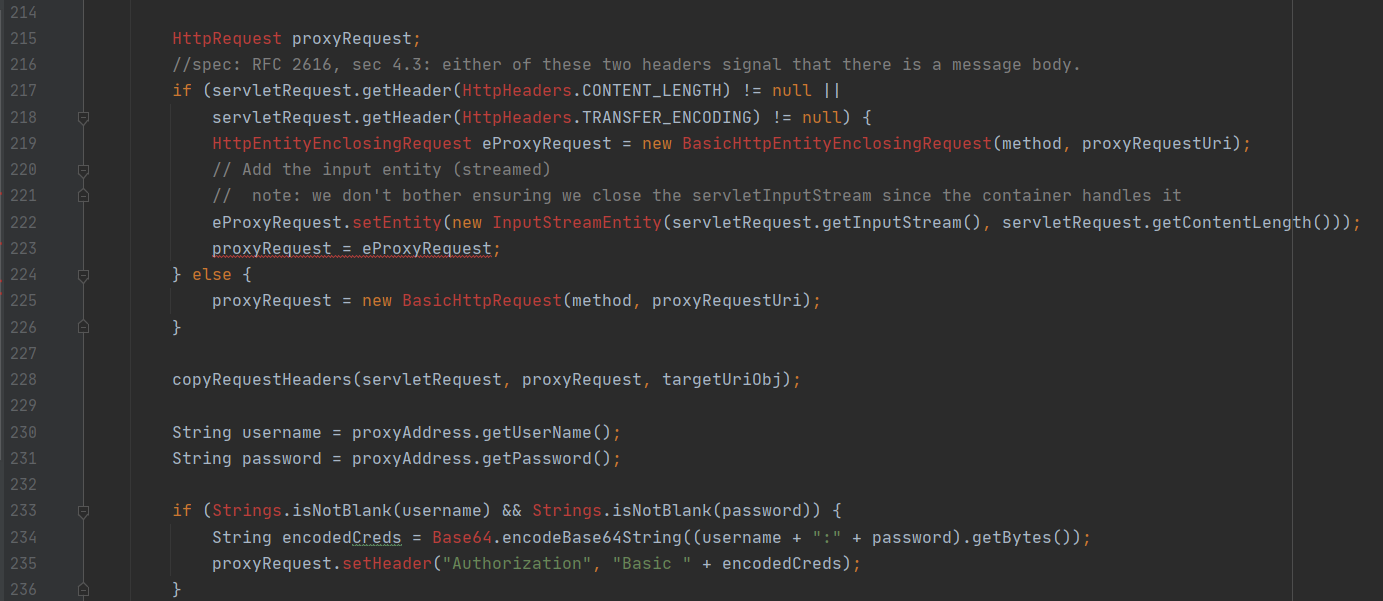 214
215 HttpRequest proxyRequest;
216 //spec: RFC 2616, sec 4.3: either of these two headers signal that there is a message body.
217 if (servletRequest.getHeader(HttpHeaders.CONTENT_LENGTH) != null ||
218 servletRequest.getHeader(HttpHeaders.TRANSFER_ENCODING) != null) {
219 HttpEntityEnclosingRequest eProxyRequest = new BasicHttpEntityEnclosingRequest(method, proxyRequestUri);
220 // Add the input entity (streamed)
221 //  note: we don't bother ensuring we close the servletInputStream since the container handles it
222 eProxyRequest.setEntity(new InputStreamEntity(servletRequest.getInputStream(), servletRequest.getContentLength()));
223 proxyRequest = eProxyRequest;
224 } else {
225 proxyRequest = new BasicHttpRequest(method, proxyRequestUri);
226 }
227
228 copyRequestHeaders(servletRequest, proxyRequest, targetUriObj);
229
230 String username = proxyAddress.getUserName();
231 String password = proxyAddress.getPassword();
232
233 if (Strings.isNotBlank(username) && Strings.isNotBlank(password)) {
234 String encodedCreds = Base64.encodeBase64String((username + ":" + password).getBytes());
235 proxyRequest.setHeader("Authorization", "Basic " + encodedCreds);
236 }